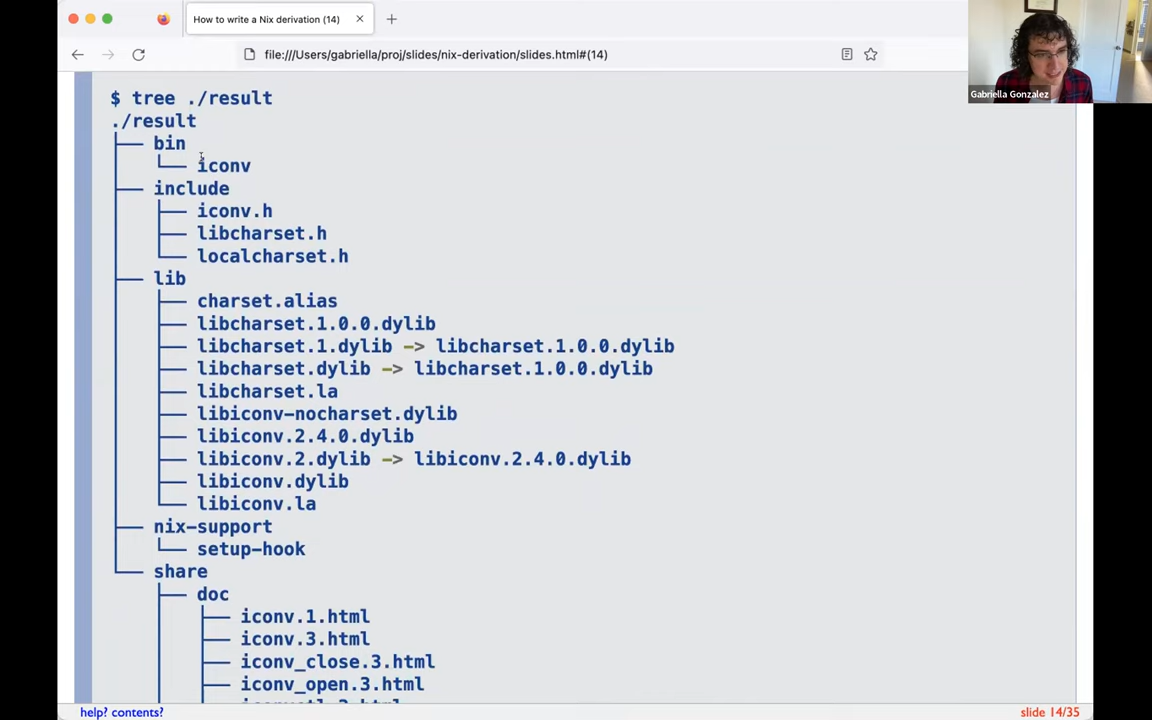 How to write a Nix derivation (14)
file:///Users/gabriella/proj/slides/nix-derivation/slides.html#(14)
Gabriella Gonzalez
$ tree ./result
./result
├── bin
│   └── iconv
├── include
│   ├── iconv.h
│   ├── libcharset.h
│   └── localcharset.h
├── lib
│   ├── charset.alias
│   ├── libcharset.1.0.0.dylib
│   ├── libcharset.1.dylib -> libcharset.1.0.0.dylib
│   ├── libcharset.dylib -> libcharset.1.0.0.dylib
│   ├── libcharset.la
│   ├── libiconv-nocharset.dylib
│   ├── libiconv.2.4.0.dylib
│   ├── libiconv.2.dylib -> libiconv.2.4.0.dylib
│   ├── libiconv.dylib
│   └── libiconv.la
├── nix-support
│   └── setup-hook
└── share
    ├── doc
    │   ├── iconv.1.html
    │   ├── iconv.3.html
    │   ├── iconv_close.3.html
    │   ├── iconv_open.3.html
help? contents?
slide 14/35